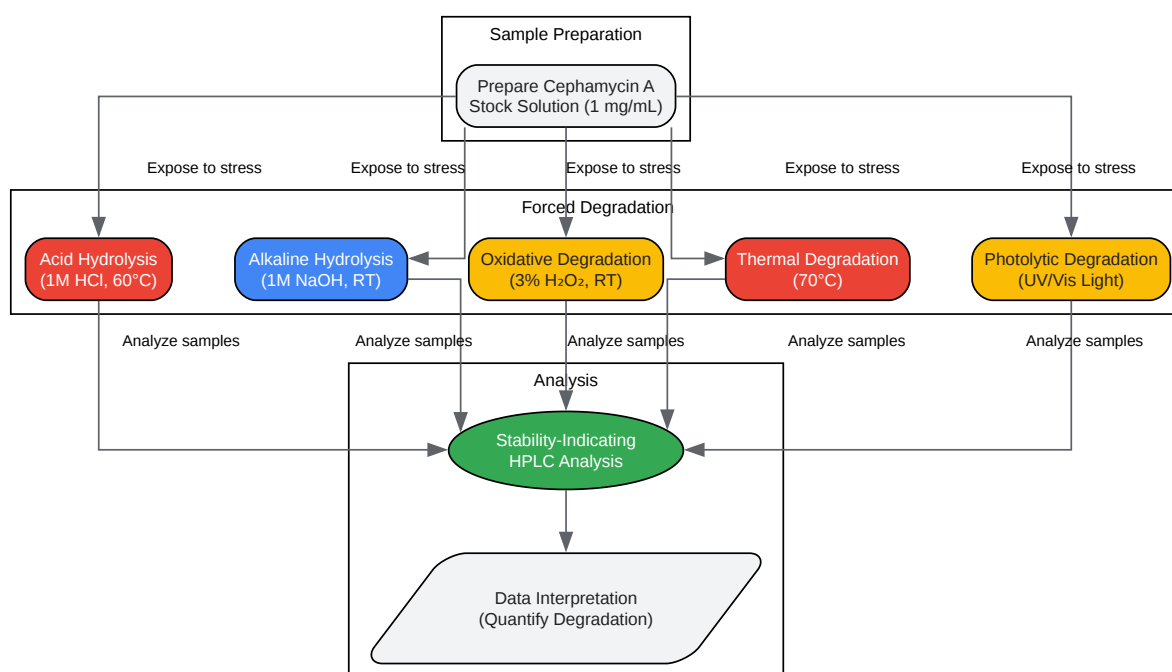 Sample Preparation
Prepare Cephamycin A
Stock Solution (1 mg/mL)
Expose to stress
Expose to stress
Expose to stress
Expose to stress
Expose to stress
Forced Degradation
Acid Hydrolysis
(1M HCl, 60°C)
Alkaline Hydrolysis
(1M NaOH, RT)
Oxidative Degradation
(3% H₂O₂, RT)
Thermal Degradation
(70°C)
Photolytic Degradation
(UV/Vis Light)
Analyze samples
Analyze samples
Analyze samples
Analyze samples
Analyze samples
Analysis
Stability-Indicating
HPLC Analysis
Data Interpretation
(Quantify Degradation)